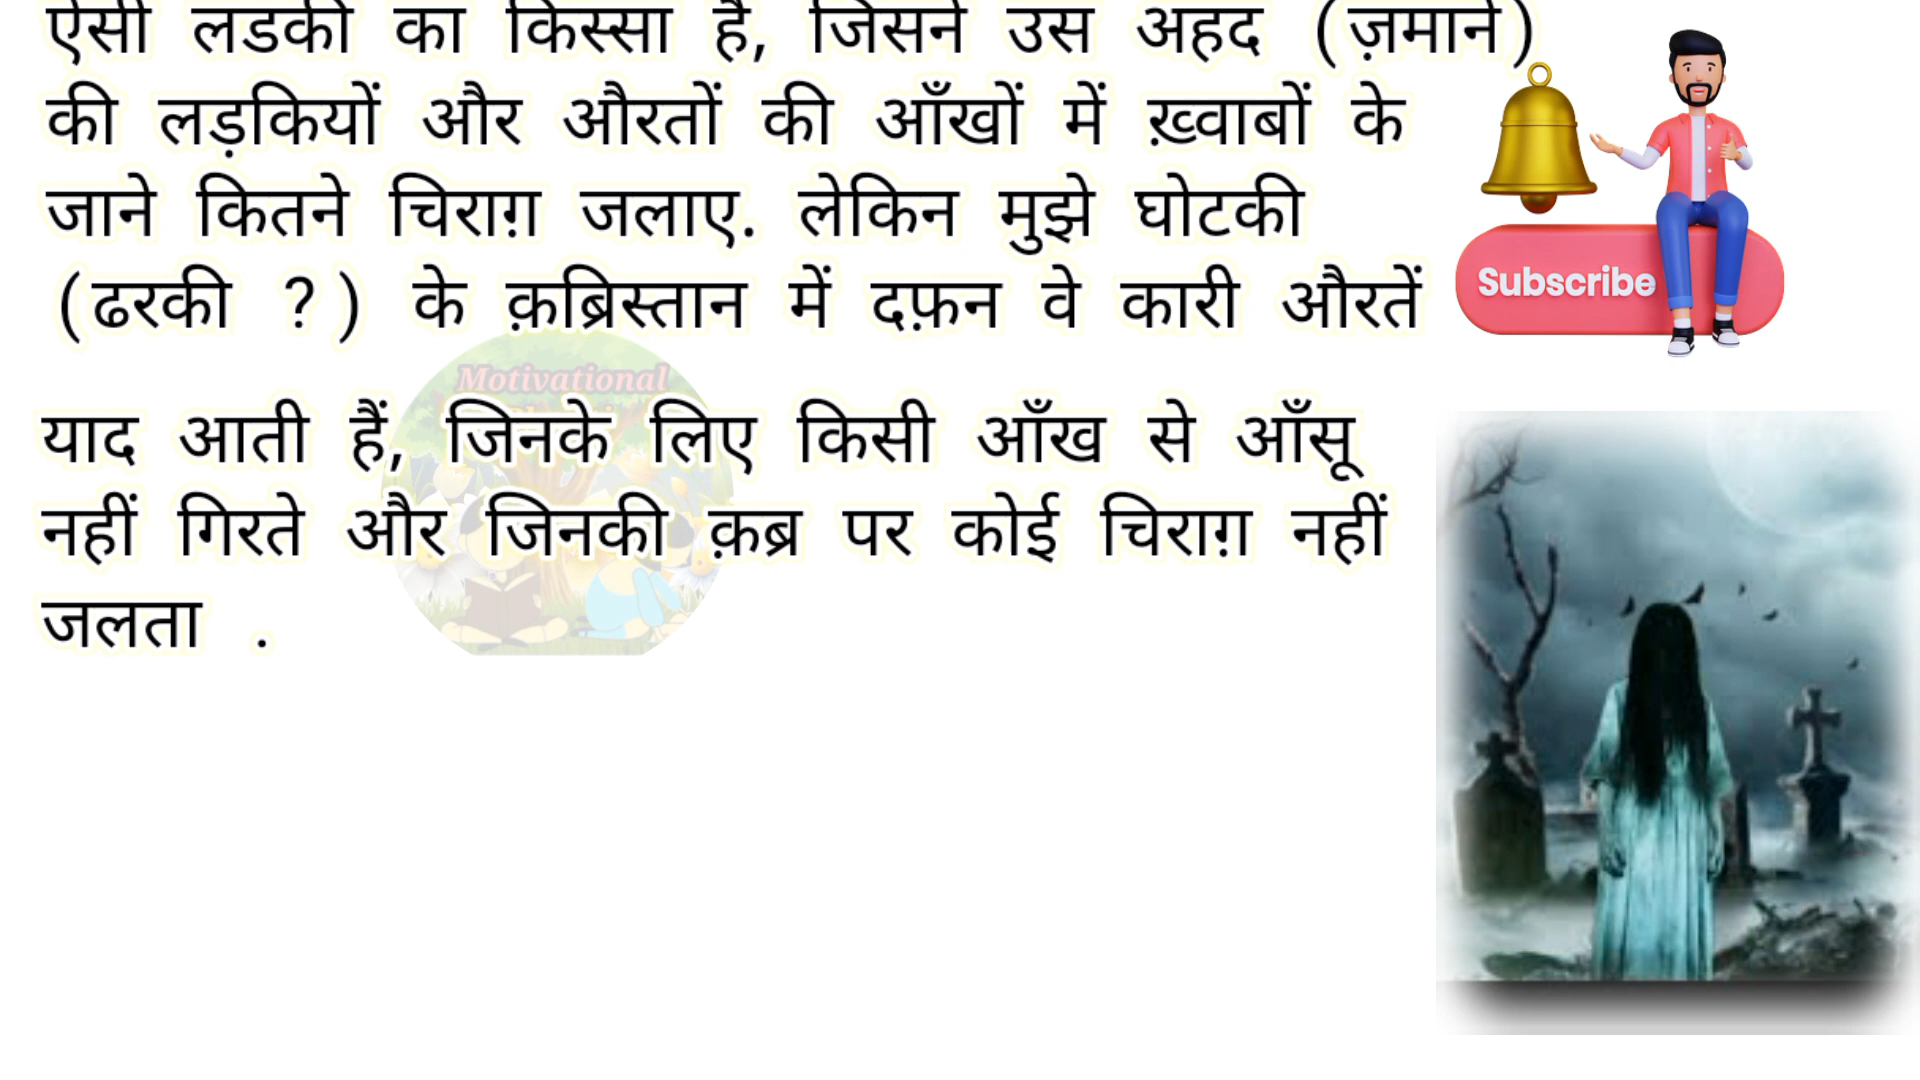 ऐसी लडकी का किस्सा है, जिसने उस अहद (ज़माने)
की लड़कियों और औरतों की आँखों में ख़्वाबों के
जाने कितने चिराग़ जलाए. लेकिन मुझे घोटकी
(ढरकी ?) के क़ब्रिस्तान में दफ़न वे कारी औरतें
Subscribe
Motivational
याद आती हैं, जिनके लिए किसी आँख से आँसू
नहीं गिरते और जिनकी क़ब्र पर कोई चिराग़ नहीं
जलता .